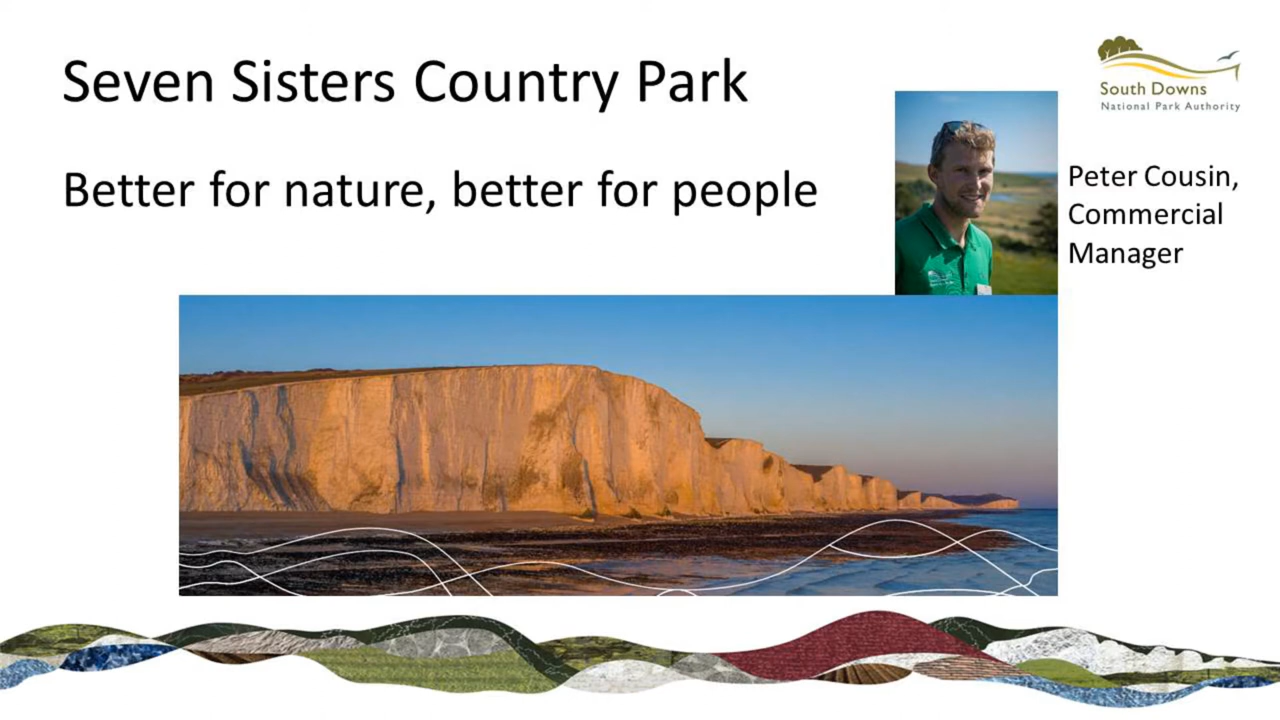 Seven Sisters Country Park
Better for nature, better for people
South Downs
National Park Authority
Peter Cousin,
Commercial
Manager